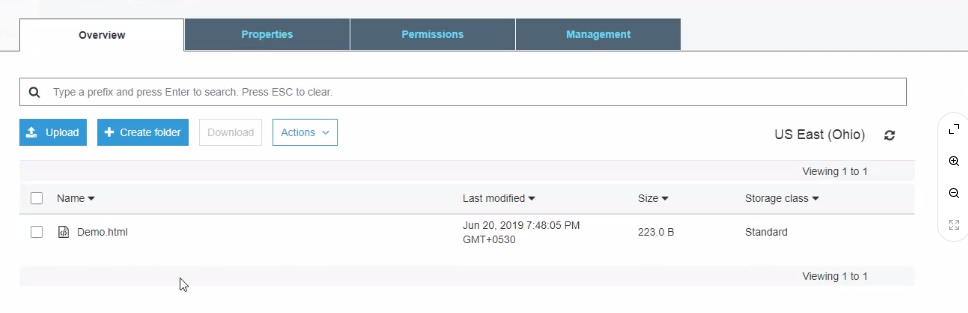 Overview Properties Permissions Management
Type a prefix and press Enter to search. Press ESC to clear.
Upload Create folder Download Actions US East (Ohio)
Viewing 1 to 1
Name Last modified Size Storage class
Demo.html Jun 20, 2019 7:48:05 PM 223.0 B Standard
GMT+0530
Viewing 1 to 1